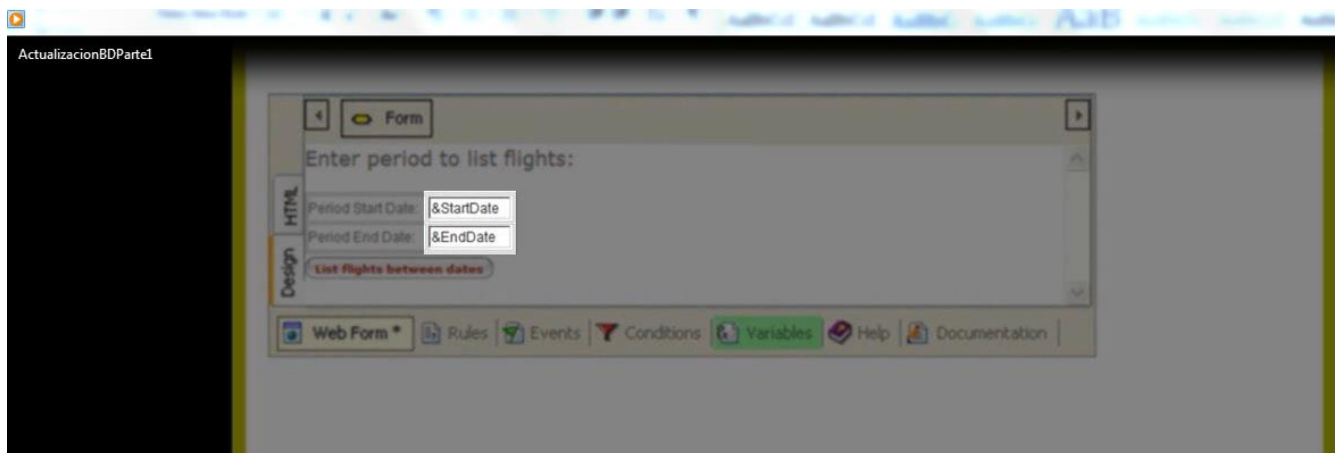 ActualizacionBDParte1
Form
Enter period to list flights:
HTML
Design
Period Start Date: &StartDate
Period End Date: &EndDate
List flights between dates
Web Form * Rules Events Conditions Variables Help Documentation